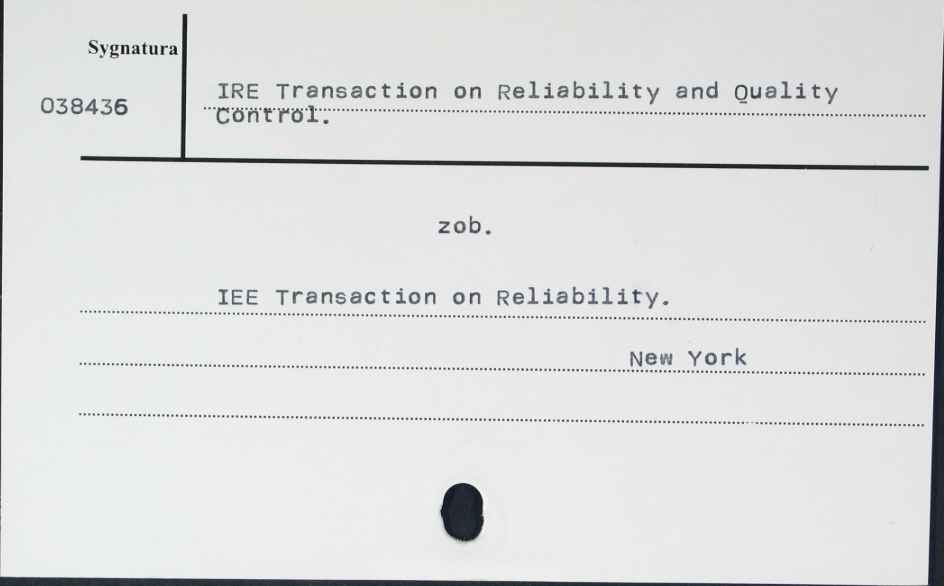 Sygnatura
038436
IRE Transaction on Reliability and Quality
Control.
zob.
IEE Transaction on Reliability.
New York